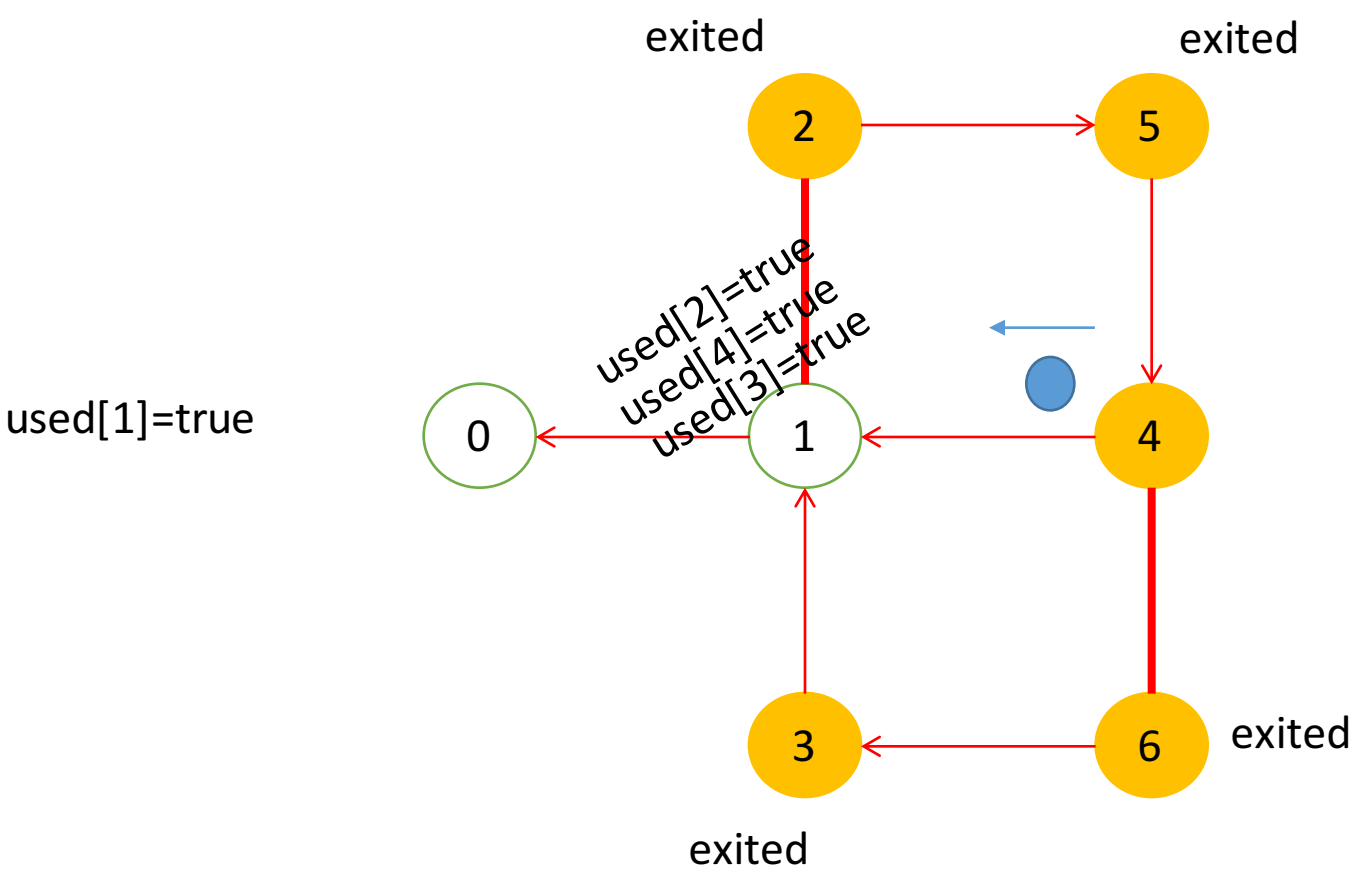 exited
exited
2
5
used[2]=true
used[4]=true
used[3]=true
used[1]=true
0
1
4
3
6
exited
exited